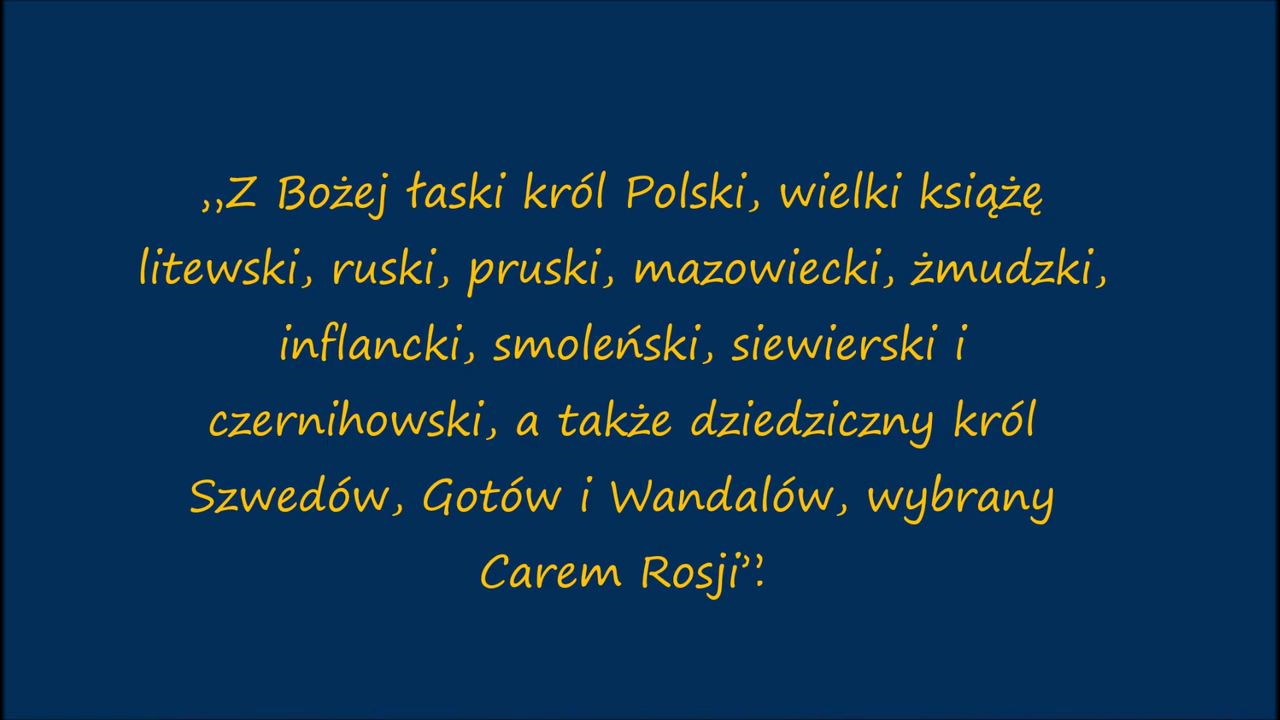 ,,Z Bożej łaski król Polski, wielki książę
litewski, ruski, pruski, mazowiecki, żmudzki,
inflancki, smoleński, siewierski i
czernihowski, a także dziedziczny król
Szwedów, Gotów i Wandalów, wybrany
Carem Rosji”.